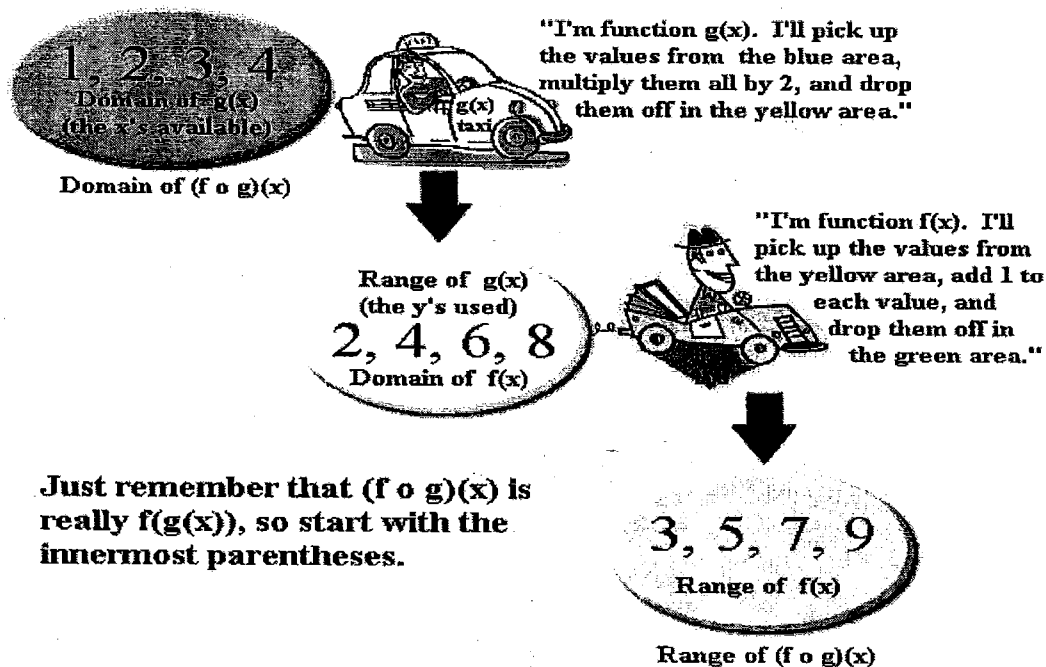 1, 2, 3, 4
Domain of g(x)
(the x's available)
Domain of (f o g)(x)
g(x)
taxi
"I'm function g(x). I'll pick up
the values from the blue area,
multiply them all by 2, and drop
them off in the yellow area."
Range of g(x)
(the y's used)
2, 4, 6, 8
Domain of f(x)
"I'm function f(x). I'll
pick up the values from
the yellow area, add 1 to
each value, and
drop them off in
the green area."
Just remember that (f o g)(x) is
really f(g(x)), so start with the
innermost parentheses.
3, 5, 7, 9
Range of f(x)
Range of (f o g)(x)